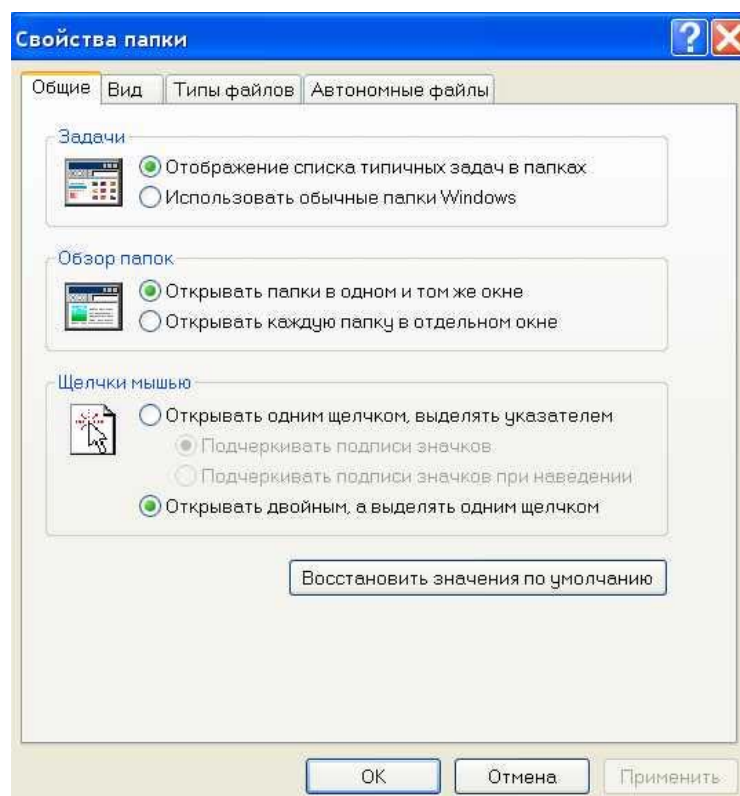 Свойства папки
Общие Вид Типы файлов Автономные файлы
Задачи
Отображение списка типичных задач в папках
Использовать обычные папки Windows
Обзор папок
Открывать папки в одном и том же окне
Открывать каждую папку в отдельном окне
Щелчки мышью
Открывать одним щелчком, выделять указателем
Подчеркивать подписи значков
Подчеркивать подписи значков при наведении
Открывать двойным, а выделять одним щелчком
Восстановить значения по умолчанию
OK Отмена Применить